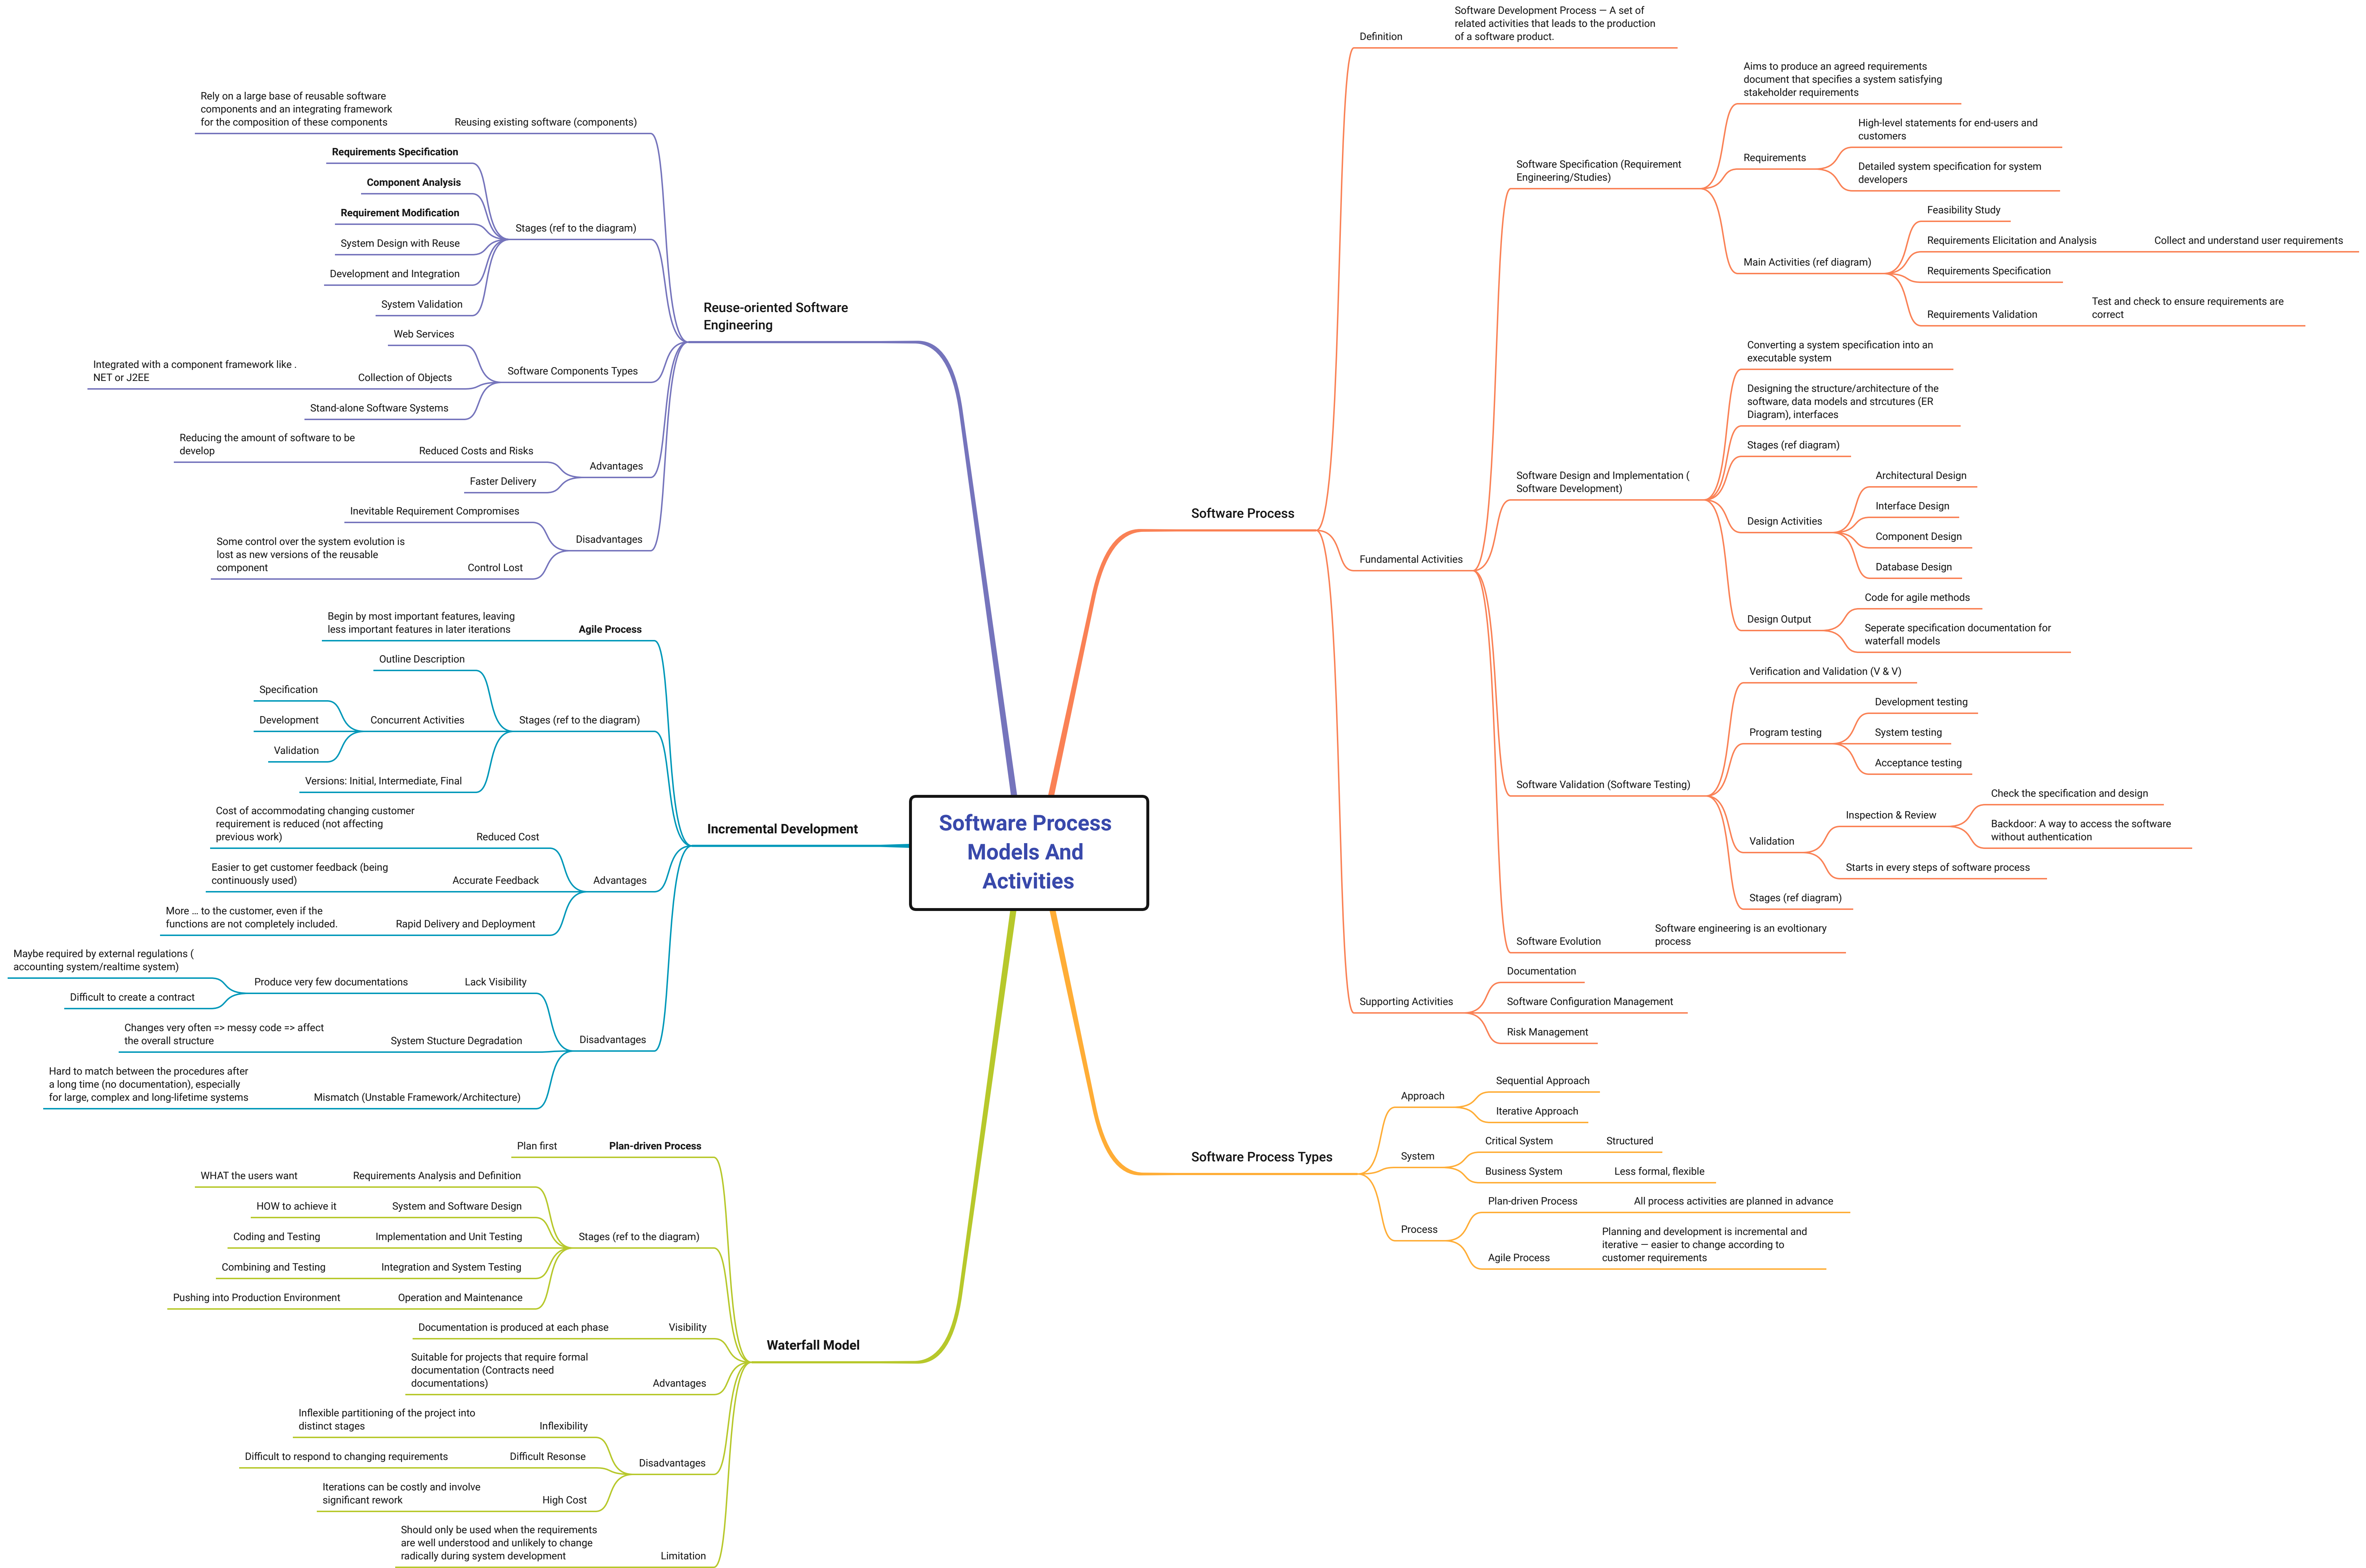 Software Process
Models And
Activities
Software Process
Definition
Software Development Process — A set of
related activities that leads to the production
of a software product.
Fundamental Activities
Software Specification (Requirement
Engineering/Studies)
Aims to produce an agreed requirements
document that specifies a system satisfying
stakeholder requirements
Requirements
High-level statements for end-users and
customers
Detailed system specification for system
developers
Main Activities (ref diagram)
Feasibility Study
Requirements Elicitation and Analysis
Collect and understand user requirements
Requirements Specification
Requirements Validation
Test and check to ensure requirements are
correct
Software Design and Implementation (
Software Development)
Converting a system specification into an
executable system
Designing the structure/architecture of the
software, data models and strcutures (ER
Diagram), interfaces
Stages (ref diagram)
Design Activities
Architectural Design
Interface Design
Component Design
Database Design
Design Output
Code for agile methods
Seperate specification documentation for
waterfall models
Software Validation (Software Testing)
Verification and Validation (V & V)
Program testing
Development testing
System testing
Acceptance testing
Validation
Inspection & Review
Check the specification and design
Backdoor: A way to access the software
without authentication
Starts in every steps of software process
Stages (ref diagram)
Software Evolution
Software engineering is an evoltionary
process
Supporting Activities
Documentation
Software Configuration Management
Risk Management
Software Process Types
Approach
Sequential Approach
Iterative Approach
System
Critical System
Structured
Business System
Less formal, flexible
Process
Plan-driven Process
All process activities are planned in advance
Agile Process
Planning and development is incremental and
iterative — easier to change according to
customer requirements
Reuse-oriented Software
Engineering
Reusing existing software (components)
Rely on a large base of reusable software
components and an integrating framework
for the composition of these components
Stages (ref to the diagram)
Requirements Specification
Component Analysis
Requirement Modification
System Design with Reuse
Development and Integration
System Validation
Software Components Types
Web Services
Collection of Objects
Integrated with a component framework like .
NET or J2EE
Stand-alone Software Systems
Advantages
Reduced Costs and Risks
Reducing the amount of software to be
develop
Faster Delivery
Disadvantages
Inevitable Requirement Compromises
Control Lost
Some control over the system evolution is
lost as new versions of the reusable
component
Incremental Development
Agile Process
Begin by most important features, leaving
less important features in later iterations
Stages (ref to the diagram)
Outline Description
Concurrent Activities
Specification
Development
Validation
Versions: Initial, Intermediate, Final
Advantages
Reduced Cost
Cost of accommodating changing customer
requirement is reduced (not affecting
previous work)
Accurate Feedback
Easier to get customer feedback (being
continuously used)
Rapid Delivery and Deployment
More ... to the customer, even if the
functions are not completely included.
Disadvantages
Lack Visibility
Produce very few documentations
Maybe required by external regulations (
accounting system/realtime system)
Difficult to create a contract
System Stucture Degradation
Changes very often => messy code => affect
the overall structure
Mismatch (Unstable Framework/Architecture)
Hard to match between the procedures after
a long time (no documentation), especially
for large, complex and long-lifetime systems
Waterfall Model
Plan-driven Process
Plan first
Stages (ref to the diagram)
Requirements Analysis and Definition
WHAT the users want
System and Software Design
HOW to achieve it
Implementation and Unit Testing
Coding and Testing
Integration and System Testing
Combining and Testing
Operation and Maintenance
Pushing into Production Environment
Visibility
Documentation is produced at each phase
Advantages
Suitable for projects that require formal
documentation (Contracts need
documentations)
Disadvantages
Inflexibility
Inflexible partitioning of the project into
distinct stages
Difficult Resonse
Difficult to respond to changing requirements
High Cost
Iterations can be costly and involve
significant rework
Limitation
Should only be used when the requirements
are well understood and unlikely to change
radically during system development